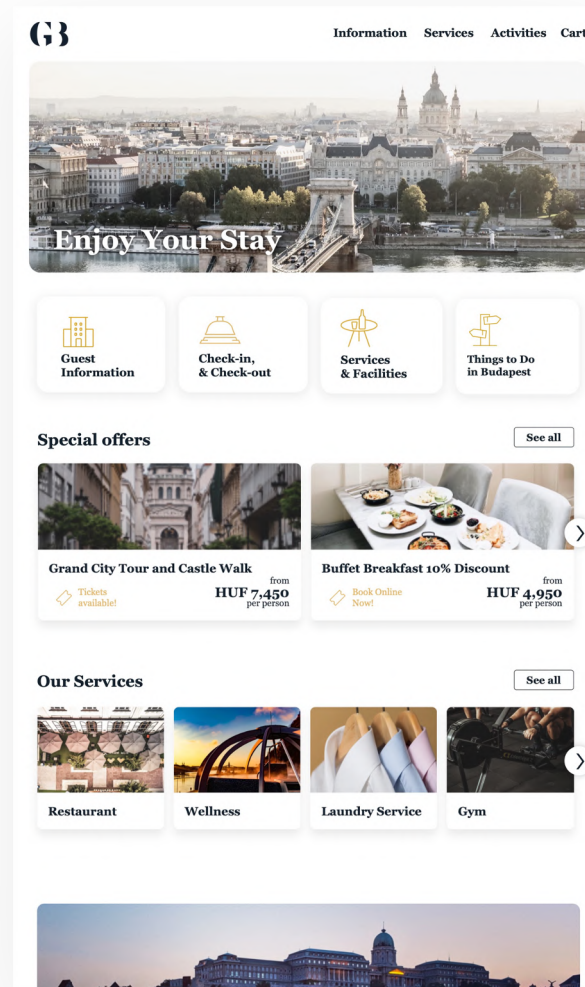 GB
Information Services Activities Cart
Enjoy Your Stay
Guest
Information
Check-in,
& Check-out
Services
& Facilities
Things to Do
in Budapest
Special offers
See all
Grand City Tour and Castle Walk
Tickets
available!
from
HUF 7,450
per person
Buffet Breakfast 10% Discount
Book Online
Now!
from
HUF 4,950
per person
Our Services
See all
Restaurant
Wellness
Laundry Service
Gym